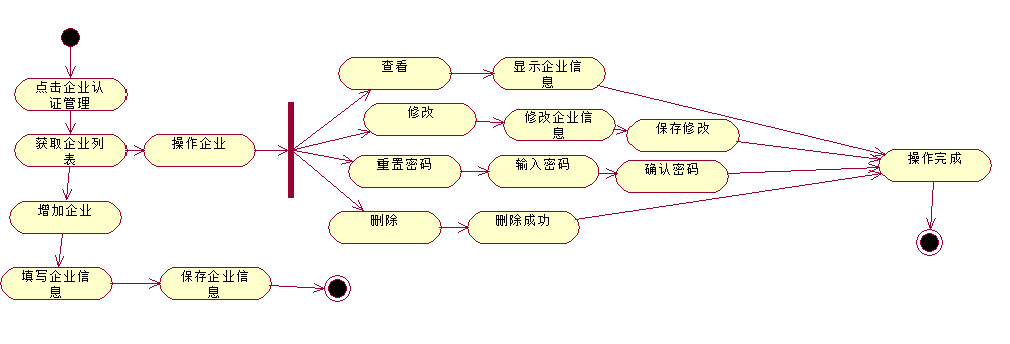 点击企业认
证管理
获取企业列
表
操作企业
增加企业
填写企业信
息
保存企业信
息
查看
显示企业信
息
修改
修改企业信
息
保存修改
重置密码
输入密码
确认密码
删除
删除成功
操作完成